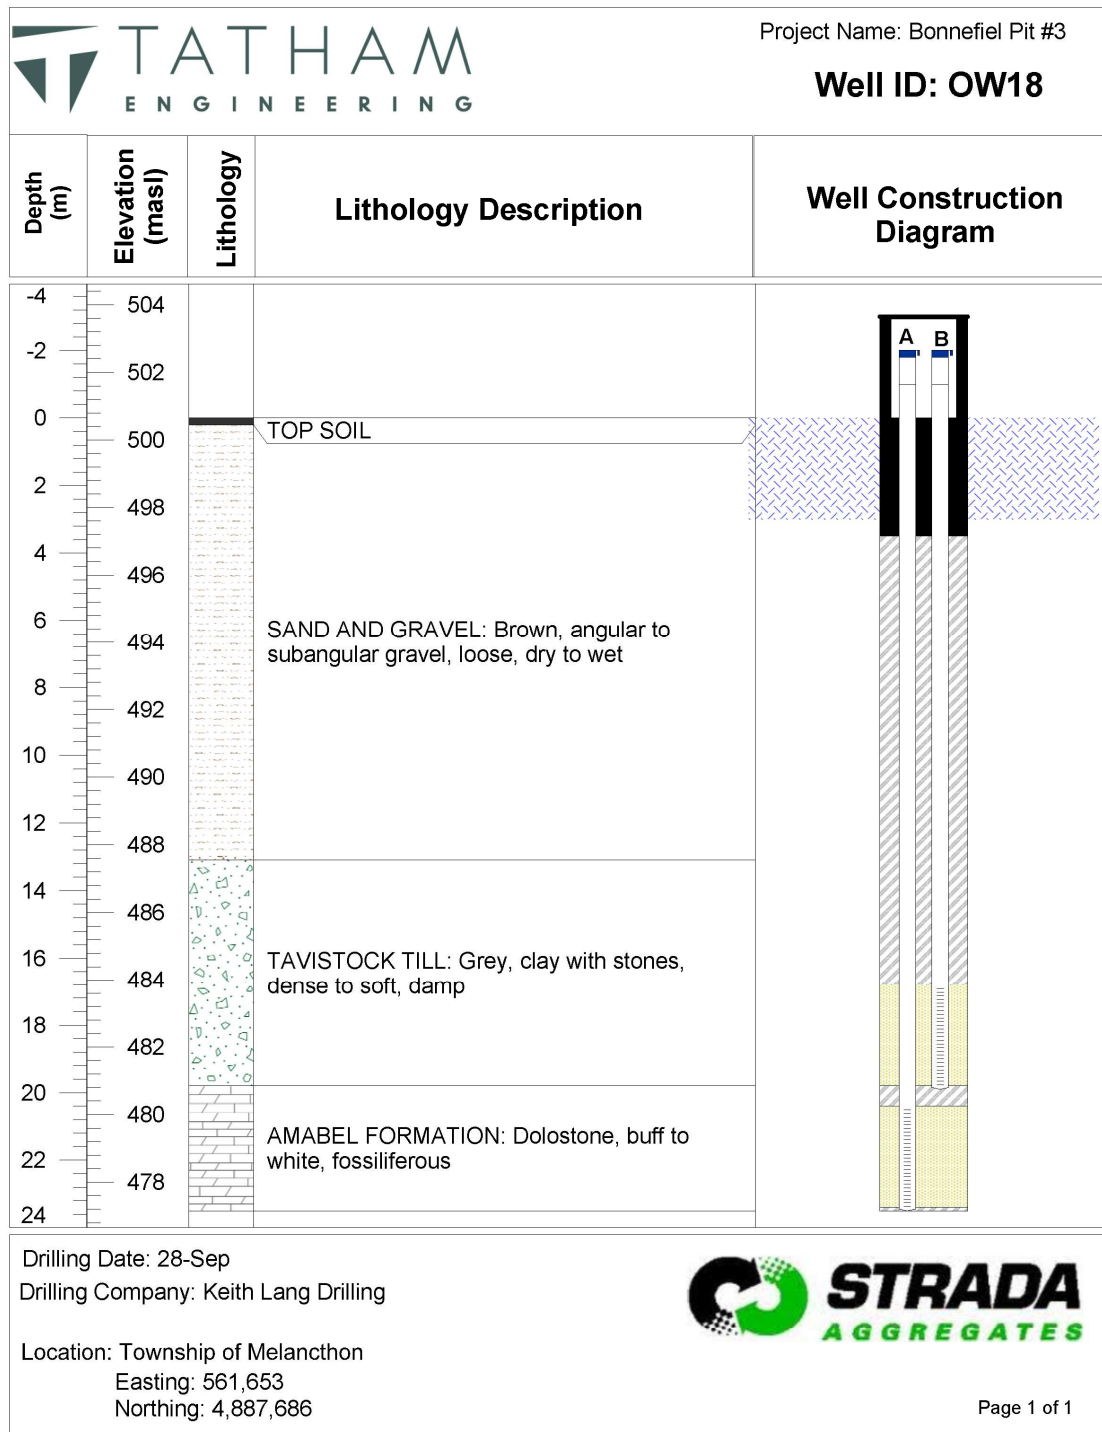 TATHAM
ENGINEERING
Project Name: Bonnefiel Pit #3
Well ID: OW18
Depth
(m)
Elevation
(masl)
Lithology
Lithology Description
Well Construction
Diagram
-4
504
-2
502
0
500
2
498
4
496
6
494
8
492
10
490
12
488
14
486
16
484
18
482
20
480
22
478
24
TOP SOIL
SAND AND GRAVEL: Brown, angular to
subangular gravel, loose, dry to wet
TAVISTOCK TILL: Grey, clay with stones,
dense to soft, damp
AMABEL FORMATION: Dolostone, buff to
white, fossiliferous
A B
Drilling Date: 28-Sep
Drilling Company: Keith Lang Drilling
Location: Township of Melancthon
Easting: 561,653
Northing: 4,887,686
STRADA
AGGREGATES
Page 1 of 1